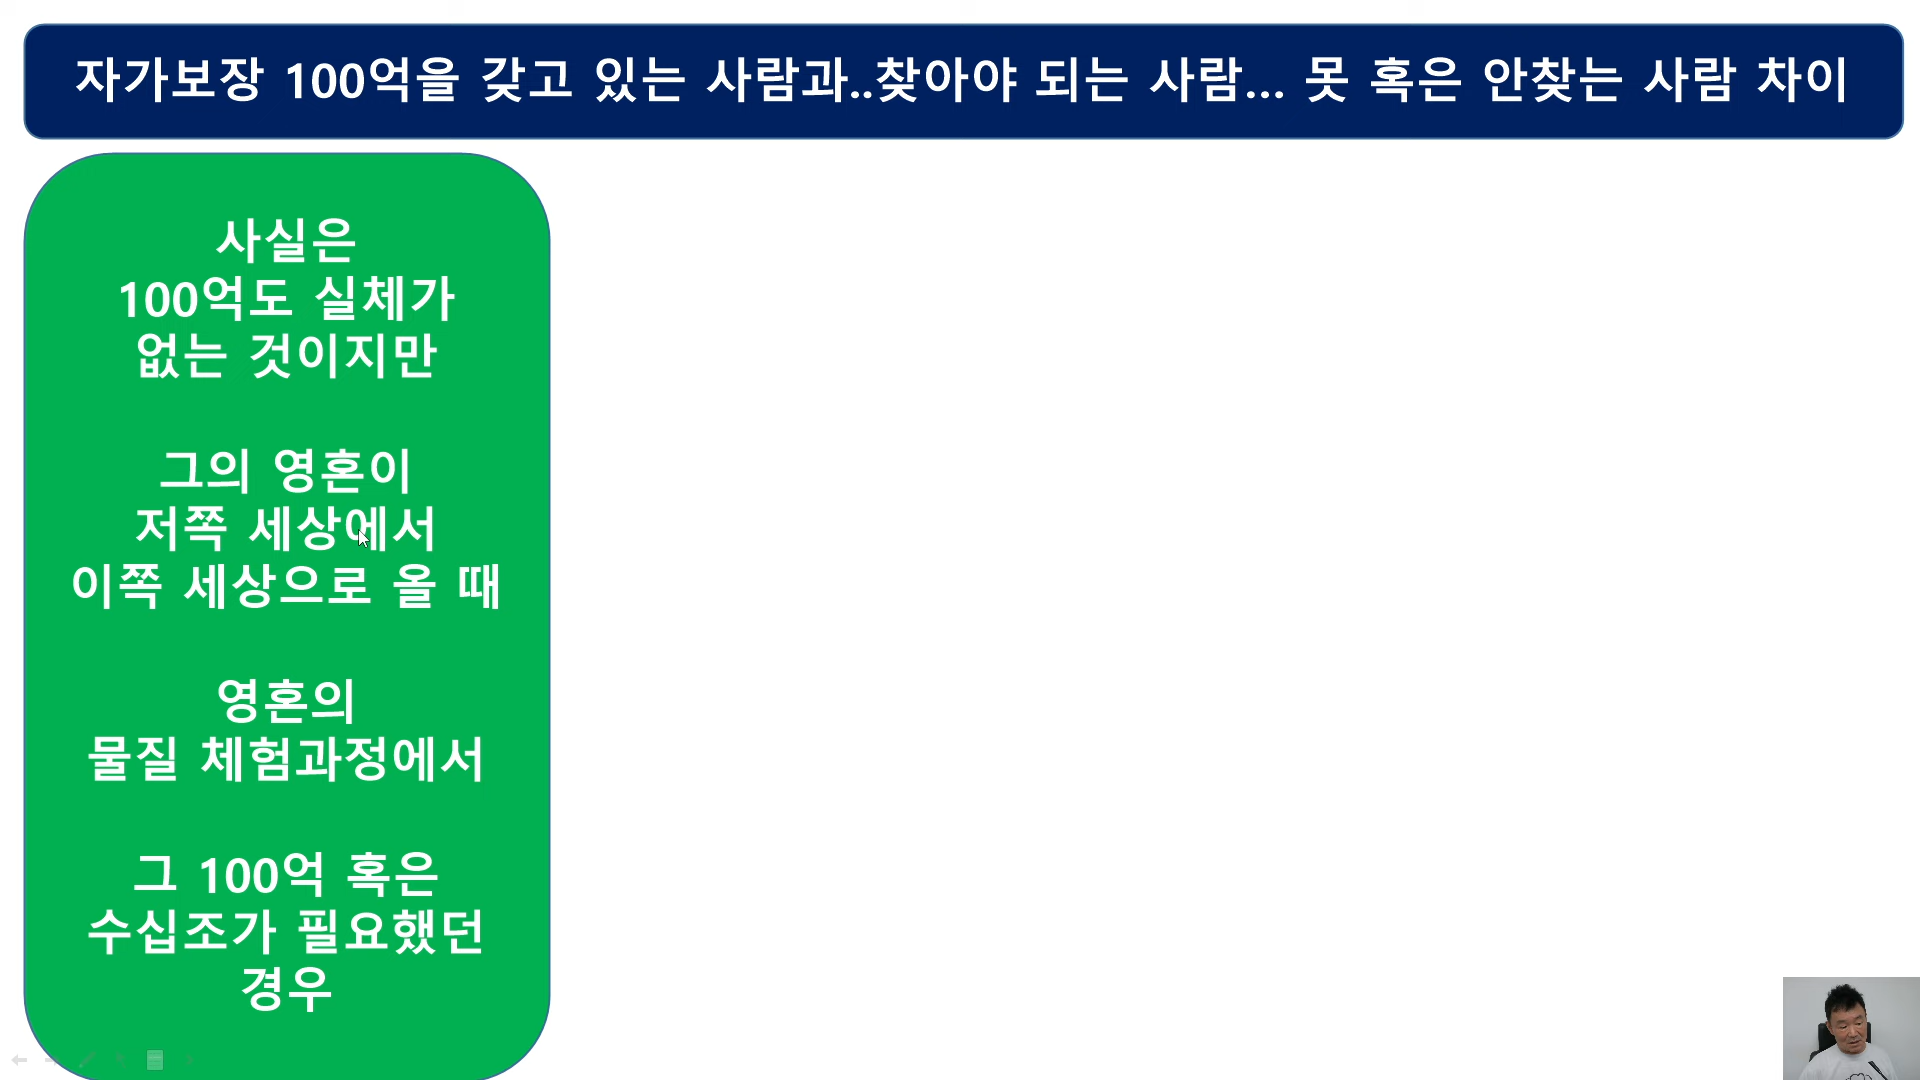 자가보장 100억을 갖고 있는 사람과..찾아야 되는 사람... 못 혹은 안찾는 사람 차이
사실은
100억도 실체가
없는 것이지만
그의 영혼이
저쪽 세상에서
이쪽 세상으로 올 때
영혼의
물질 체험과정에서
그 100억 혹은
수십조가 필요했던
경우